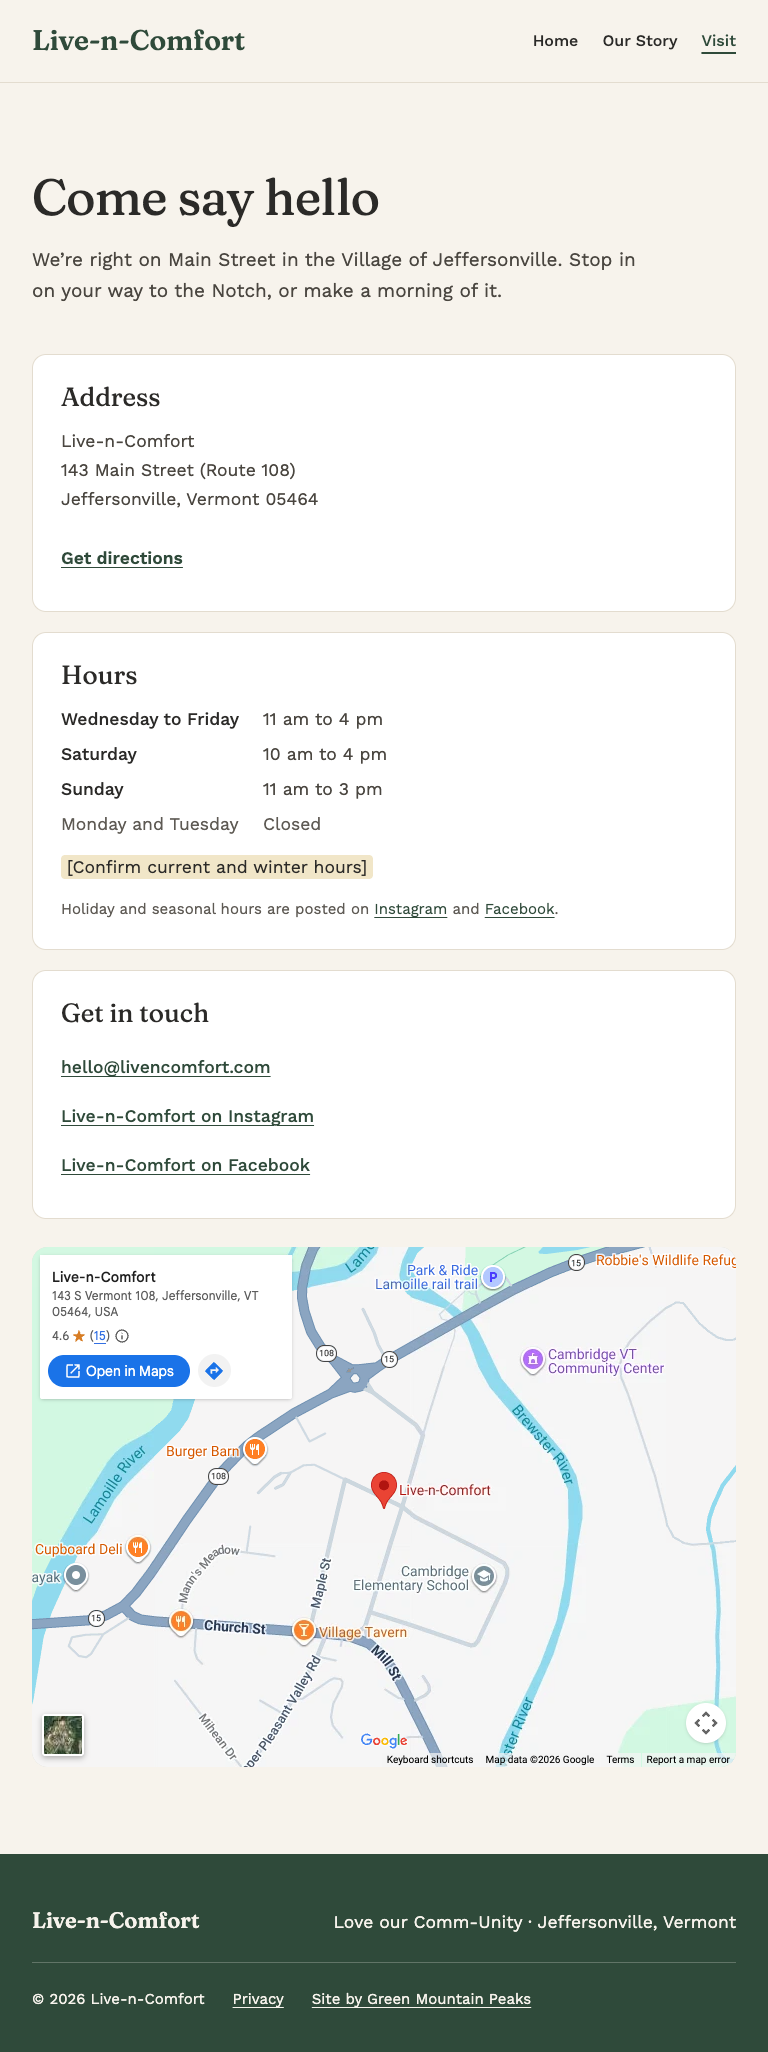 Live-n-Comfort
Home Our Story Visit
Come say hello
We’re right on Main Street in the Village of Jeffersonville. Stop in
on your way to the Notch, or make a morning of it.
Address
Live-n-Comfort
143 Main Street (Route 108)
Jeffersonville, Vermont 05464
Get directions
Hours
Wednesday to Friday 11 am to 4 pm
Saturday 10 am to 4 pm
Sunday 11 am to 3 pm
Monday and Tuesday Closed
[Confirm current and winter hours]
Holiday and seasonal hours are posted on Instagram and Facebook.
Get in touch
hello@livencomfort.com
Live-n-Comfort on Instagram
Live-n-Comfort on Facebook
Live-n-Comfort
143 S Vermont 108, Jeffersonville, VT
05464, USA
4.6 ★ (15)
Open in Maps
Park & Ride
Lamoille rail trail
P
15
Robbie's Wildlife Refug
108
15
Cambridge VT
Community Center
Brewster River
Burger Barn
108
Lamoille River
Live-n-Comfort
Cupboard Deli
ayak
Mann's Meadow
Maple St
Cambridge
Elementary School
15
Church St
Village Tavern
Mill St
per Pleasant Valley Rd
Milhean Dr
ster River
Google
Keyboard shortcuts Map data ©2026 Google Terms Report a map error
Live-n-Comfort
Love our Comm-Unity · Jeffersonville, Vermont
© 2026 Live-n-Comfort Privacy Site by Green Mountain Peaks